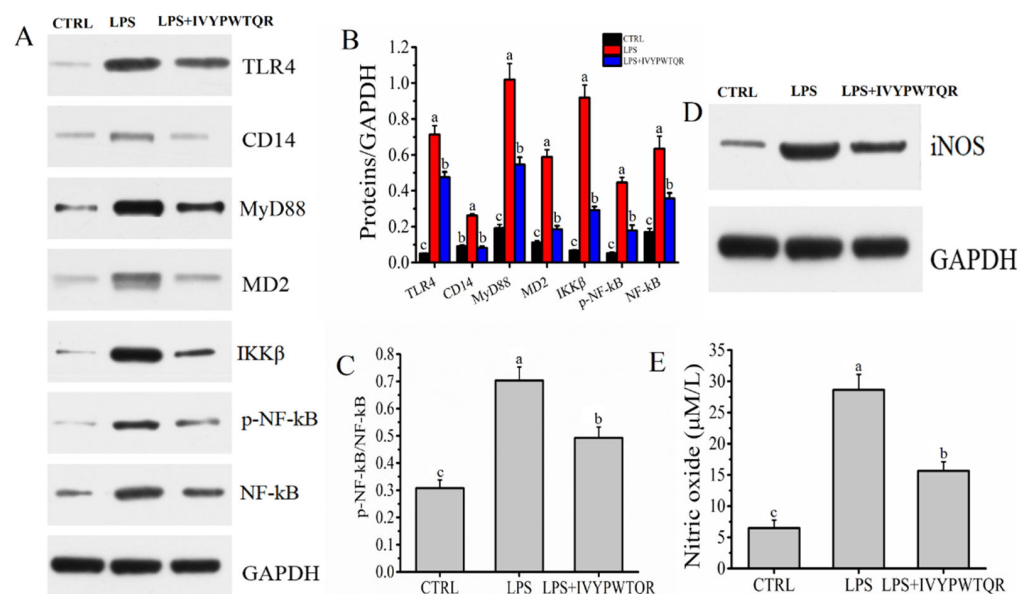 A
CTRL LPS LPS+IVYPWTQR
TLR4
CD14
MyD88
MD2
IKKβ
p-NF-kB
NF-kB
GAPDH
B
CTRL
LPS
LPS+IVYPWTQR
Proteins/GAPDH
1.2
1.0
0.8
0.6
0.4
0.2
0.0
c a b
b a b
c a b
c a b
c a b
c a b
c a b
TLR4 CD14 MyD88 MD2 IKKβ p-NF-kB NF-kB
C
p-NF-kB/NF-kB
0.8
0.7
0.6
0.5
0.4
0.3
0.2
0.1
0.0
c a b
CTRL LPS LPS+IVYPWTQR
D
CTRL LPS LPS+IVYPWTQR
iNOS
GAPDH
E
Nitric oxide (μM/L)
35
30
25
20
15
10
5
0
c a b
CTRL LPS LPS+IVYPWTQR